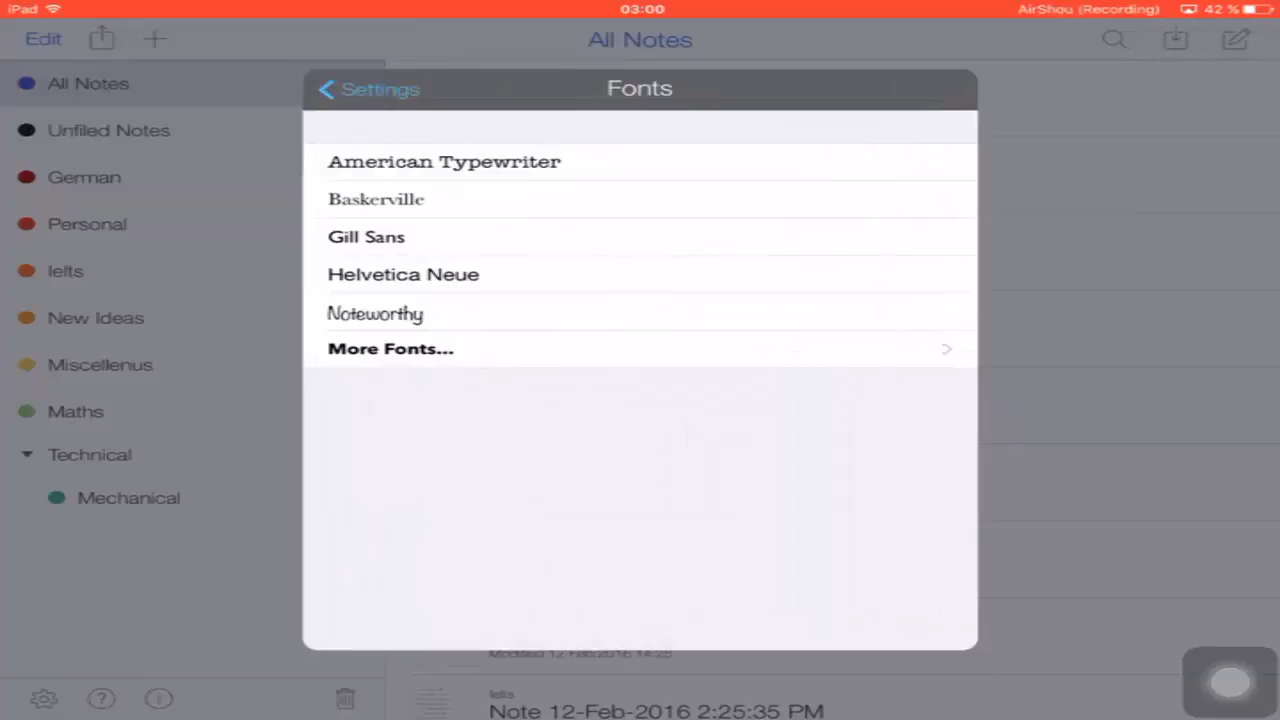 iPad 03:00 AirShou (Recording) 42 %
Edit All Notes
All Notes
Unfiled Notes
German
Personal
Ielts
New Ideas
Miscellenus
Maths
Technical
Mechanical
Settings Fonts
American Typewriter
Baskerville
Gill Sans
Helvetica Neue
Noteworthy
More Fonts...
Modified 12-Feb-2016 14:25
Ielts
Note 12-Feb-2016 2:25:35 PM